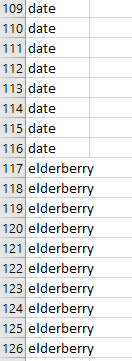 109 date
110 date
111 date
112 date
113 date
114 date
115 date
116 date
117 elderberry
118 elderberry
119 elderberry
120 elderberry
121 elderberry
122 elderberry
123 elderberry
124 elderberry
125 elderberry
126 elderberry